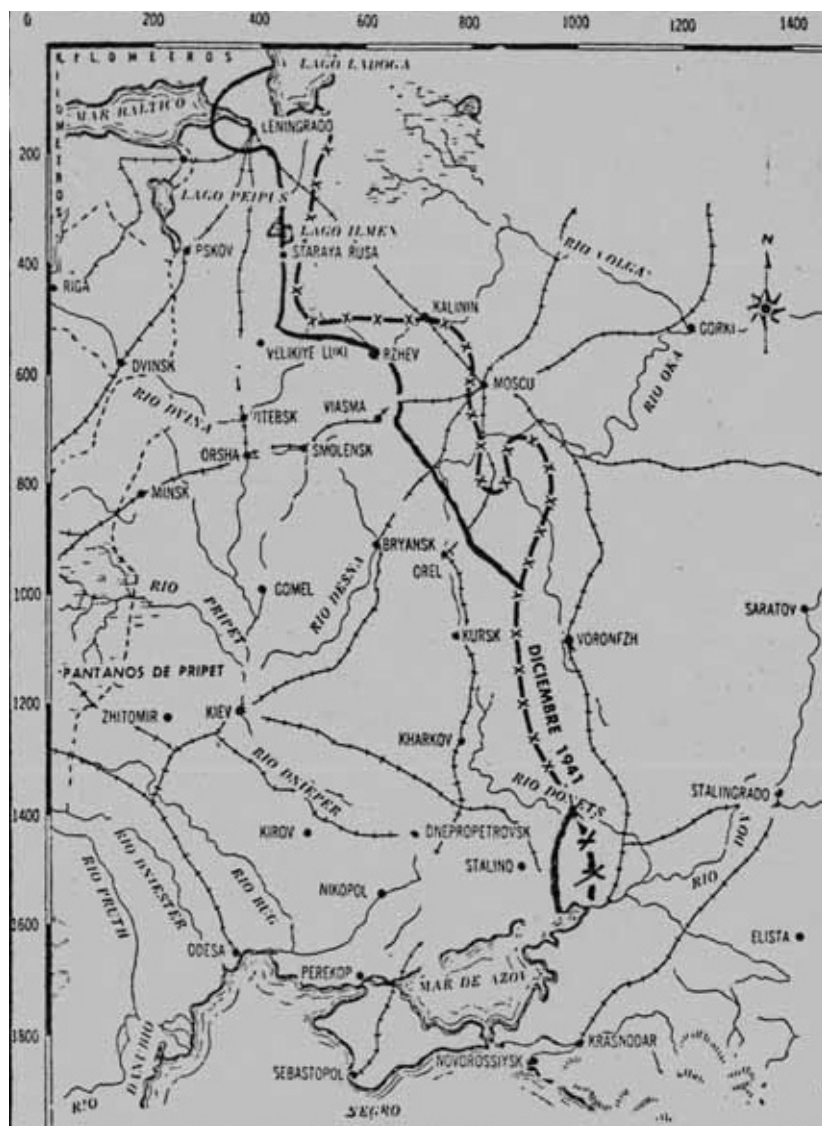 0 200 400 600 800 1000 1200 1400
KILOMEIROS
KILOMETROS
LAGO LADOGA
MAR BALTICO
LENINGRADO
200
LAGO PEIPUS
LAGO ILMEN
PSKOV
STARAYA RUSA
RIO VOLGA
N
400
RIGA
KALININ
GORKI
VELIKIYE LUKI
RZHEV
DVINSK
600
MOSCU
RIO OKA
RIO DVINA
VITEBSK
VIASMA
ORSHA
SMOLENSK
800
MINSK
BRYANSK
OREL
RIO DESNA
1000
RIO PRIPET
GOMEL
SARATOV
KURSK
VORONFZH
PANTANOS DE PRIPET
DICIEMBRE 1941
1200
ZHITOMIR
KIEV
KHARKOV
RIO DNIEPER
RIO DONETS
STALINGRADO
1400
KIROV
DNEPROPETROVSK
RIO DNIESTER
RIO BUG
STALINO
RIO DON
RIO PRUTH
NIKOPOL
1600
ODESA
ELISTA
PEREKOP
MAR DE AZOV
1800
KRASNODAR
NOVOROSSIYSK
SEBASTOPOL
RIO DANUBIO
NEGRO